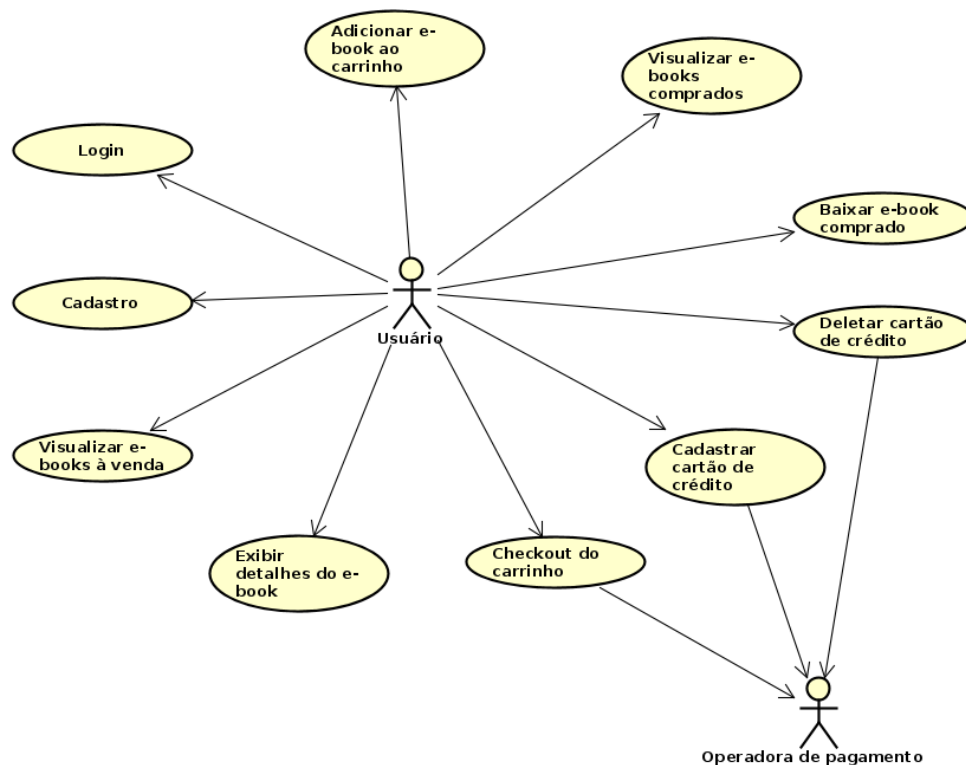 Adicionar e-
book ao
carrinho
Visualizar e-
books
comprados
Login
Baixar e-book
comprado
Cadastro
Deletar cartão
de crédito
Usuário
Visualizar e-
books à venda
Cadastrar
cartão de
crédito
Exibir
detalhes do e-
book
Checkout do
carrinho
Operadora de pagamento